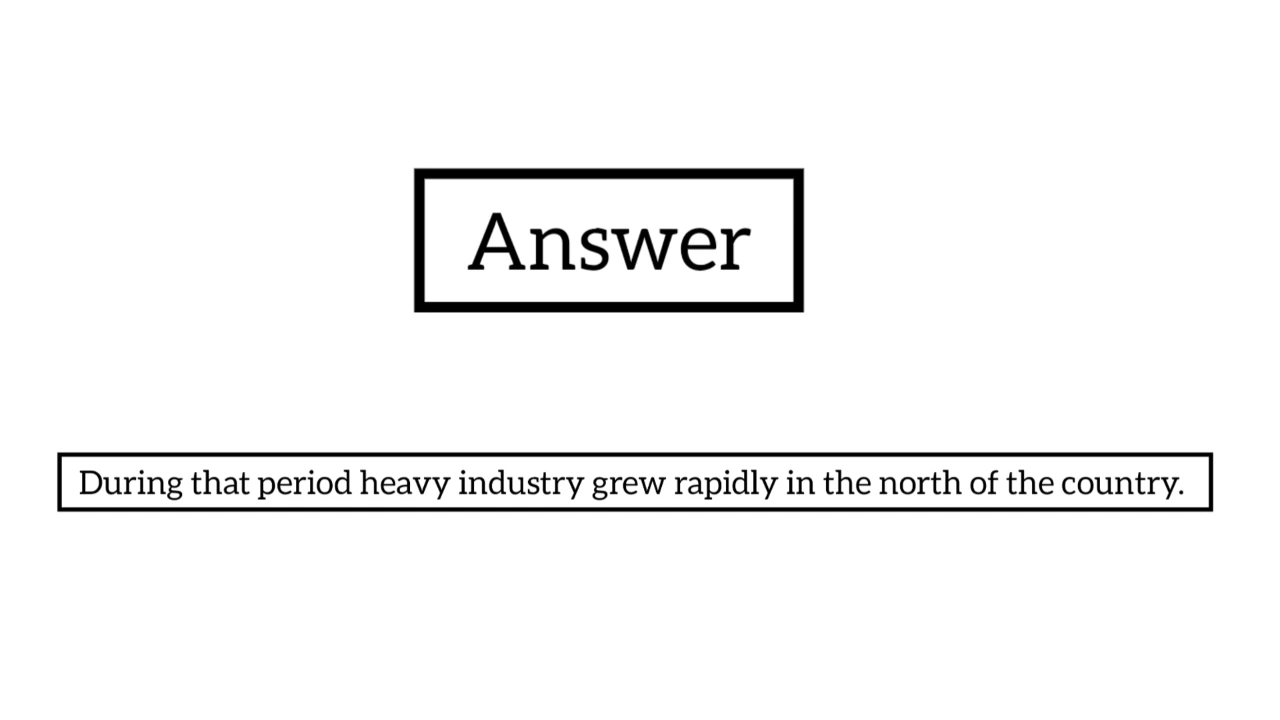 Answer
During that period heavy industry grew rapidly in the north of the country.